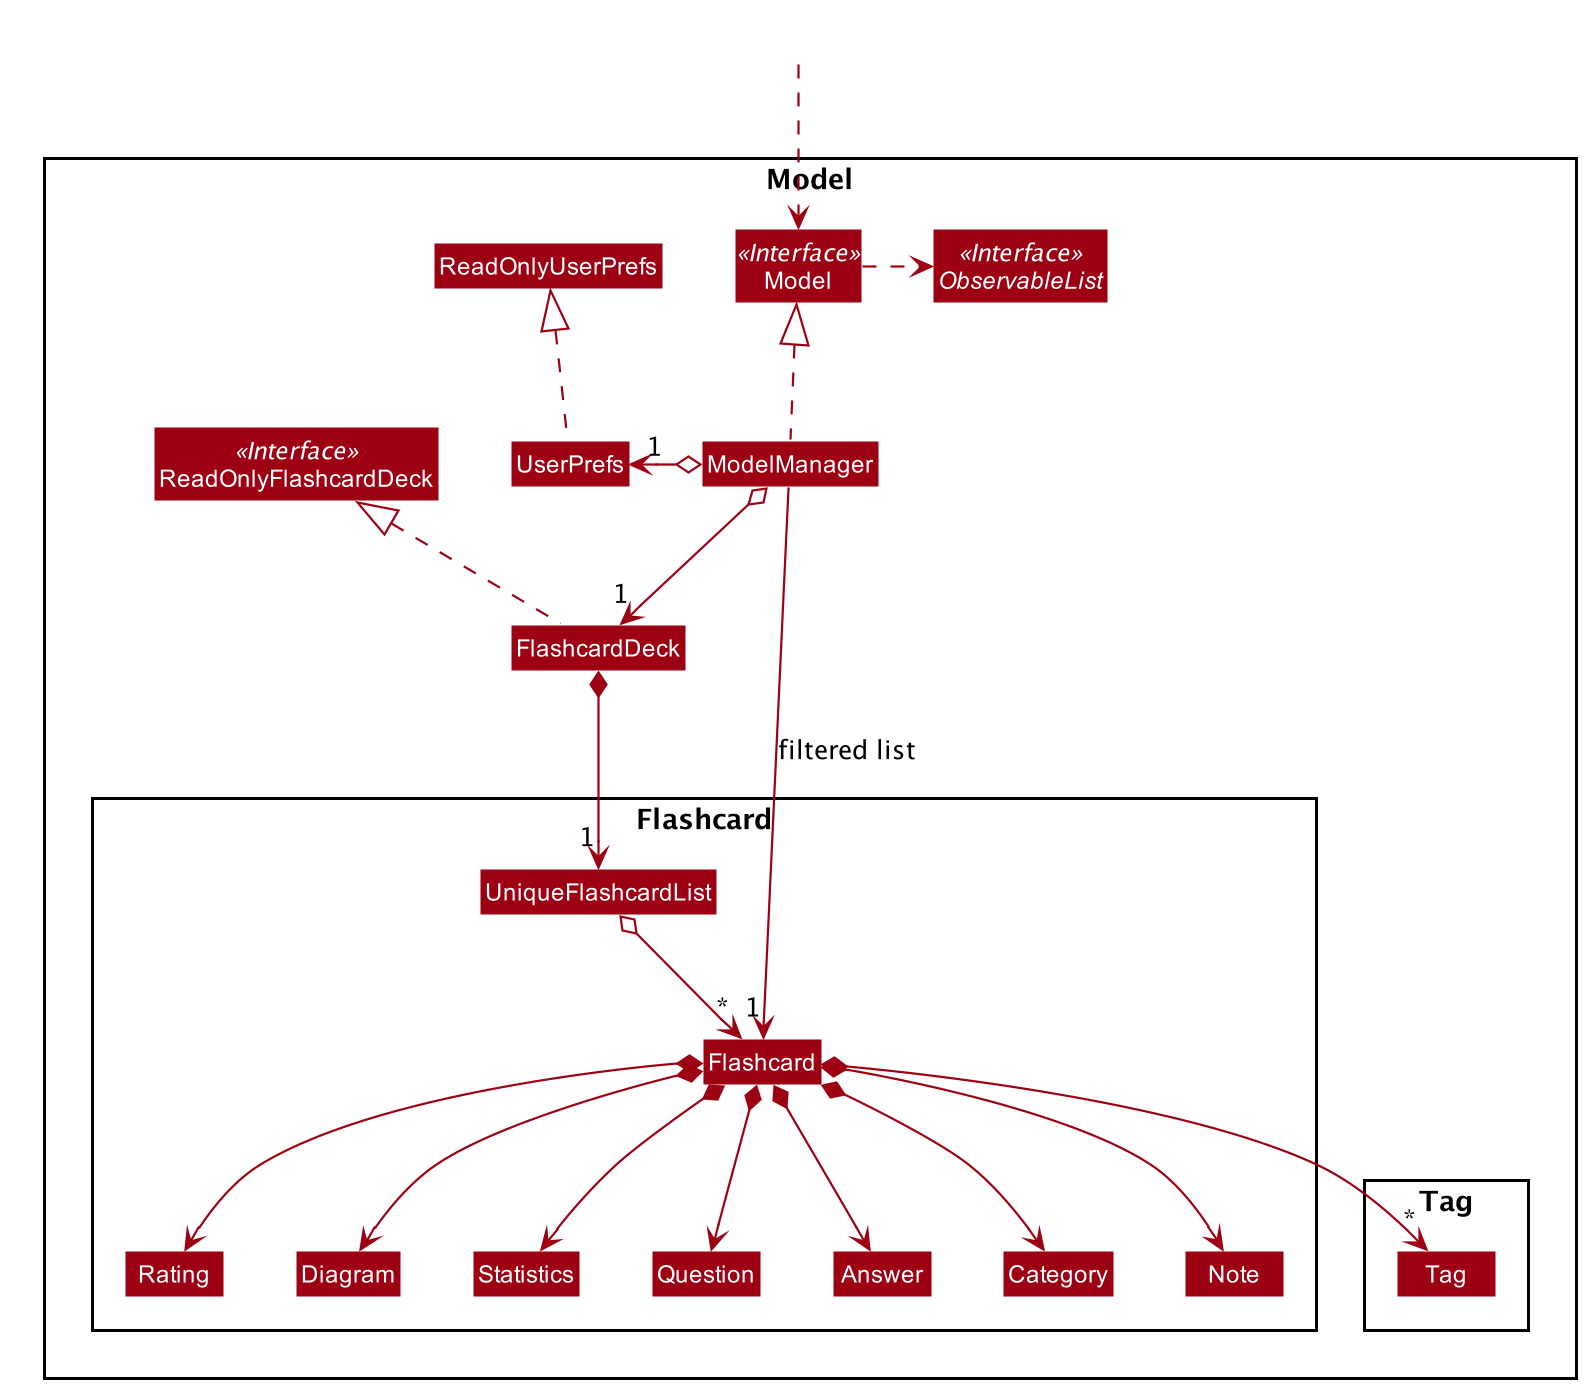 Model
«Interface»
Model
«Interface»
ObservableList
ReadOnlyUserPrefs
«Interface»
ReadOnlyFlashcardDeck
UserPrefs
1
ModelManager
1
FlashcardDeck
filtered list
Flashcard
1
UniqueFlashcardList
*
1
Flashcard
Tag
*
Rating
Diagram
Statistics
Question
Answer
Category
Note
Tag